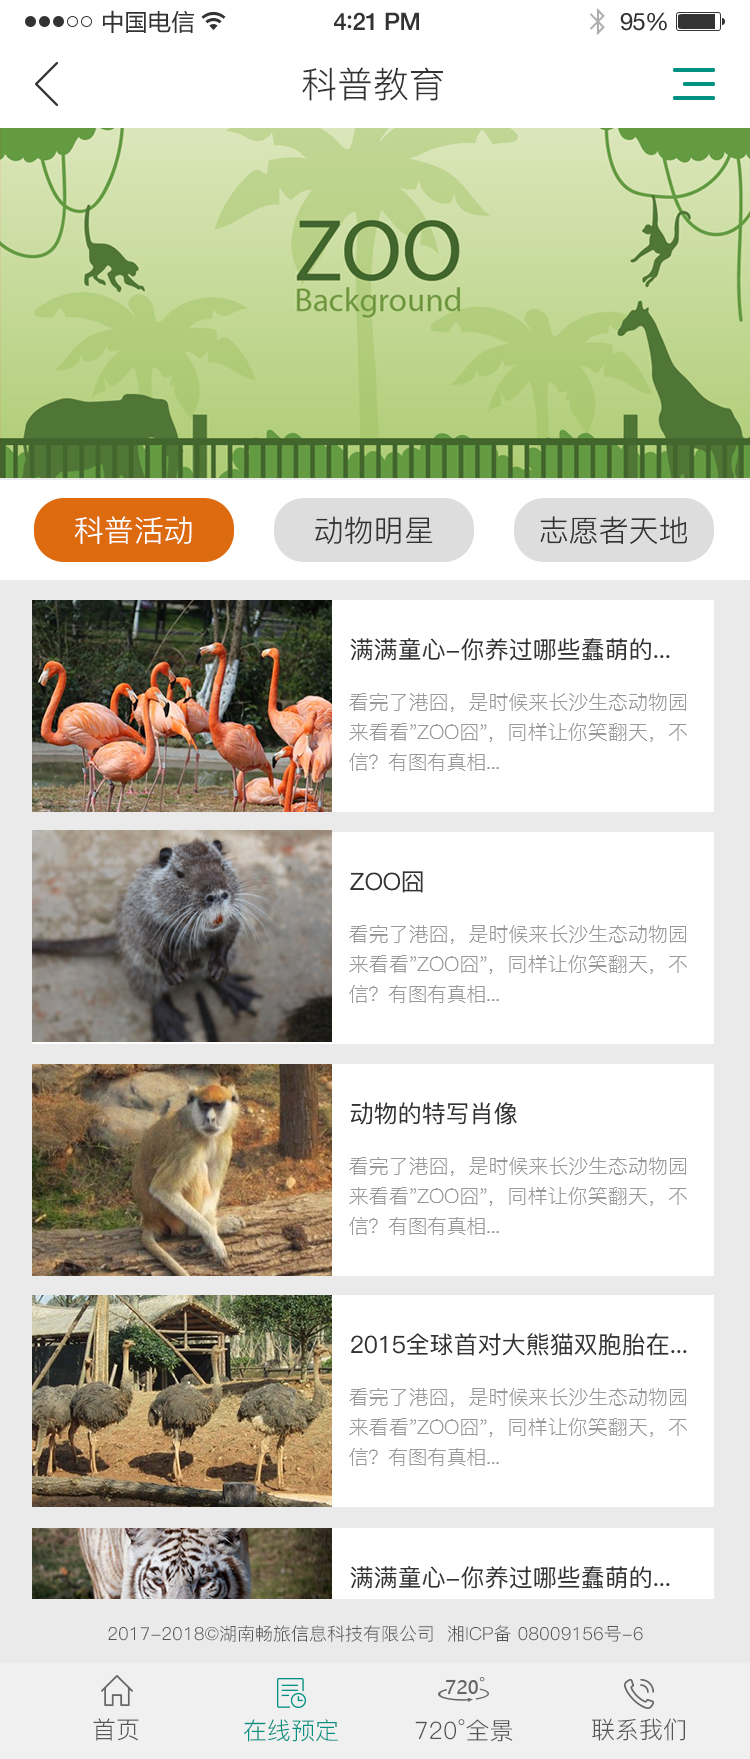 中国电信 4:21 PM 95%
科普教育
ZOO
Background
科普活动 动物明星 志愿者天地
满满童心-你养过哪些蠢萌的...
看完了港囧，是时候来长沙生态动物园
来看看”ZOO囧”，同样让你笑翻天，不
信？有图有真相...
ZOO囧
看完了港囧，是时候来长沙生态动物园
来看看”ZOO囧”，同样让你笑翻天，不
信？有图有真相...
动物的特写肖像
看完了港囧，是时候来长沙生态动物园
来看看”ZOO囧”，同样让你笑翻天，不
信？有图有真相...
2015全球首对大熊猫双胞胎在...
看完了港囧，是时候来长沙生态动物园
来看看”ZOO囧”，同样让你笑翻天，不
信？有图有真相...
满满童心-你养过哪些蠢萌的...
2017-2018©湖南畅旅信息科技有限公司 湘ICP备 08009156号-6
720°
首页 在线预定 720°全景 联系我们